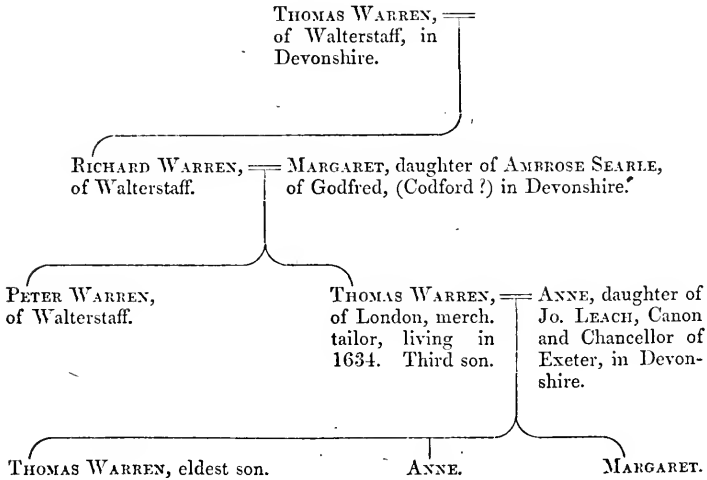 THOMAS WARREN,
of Walterstaff, in
Devonshire.
RICHARD WARREN,
of Walterstaff.
MARGARET, daughter of AMBROSE SEARLE,
of Godfred, (Codford ?) in Devonshire.
PETER WARREN,
of Walterstaff.
THOMAS WARREN,
of London, merch.
tailor, living in
1634. Third son.
ANNE, daughter of
Jo. LEACH, Canon
and Chancellor of
Exeter, in Devon-
shire.
THOMAS WARREN, eldest son.
ANNE.
MARGARET.